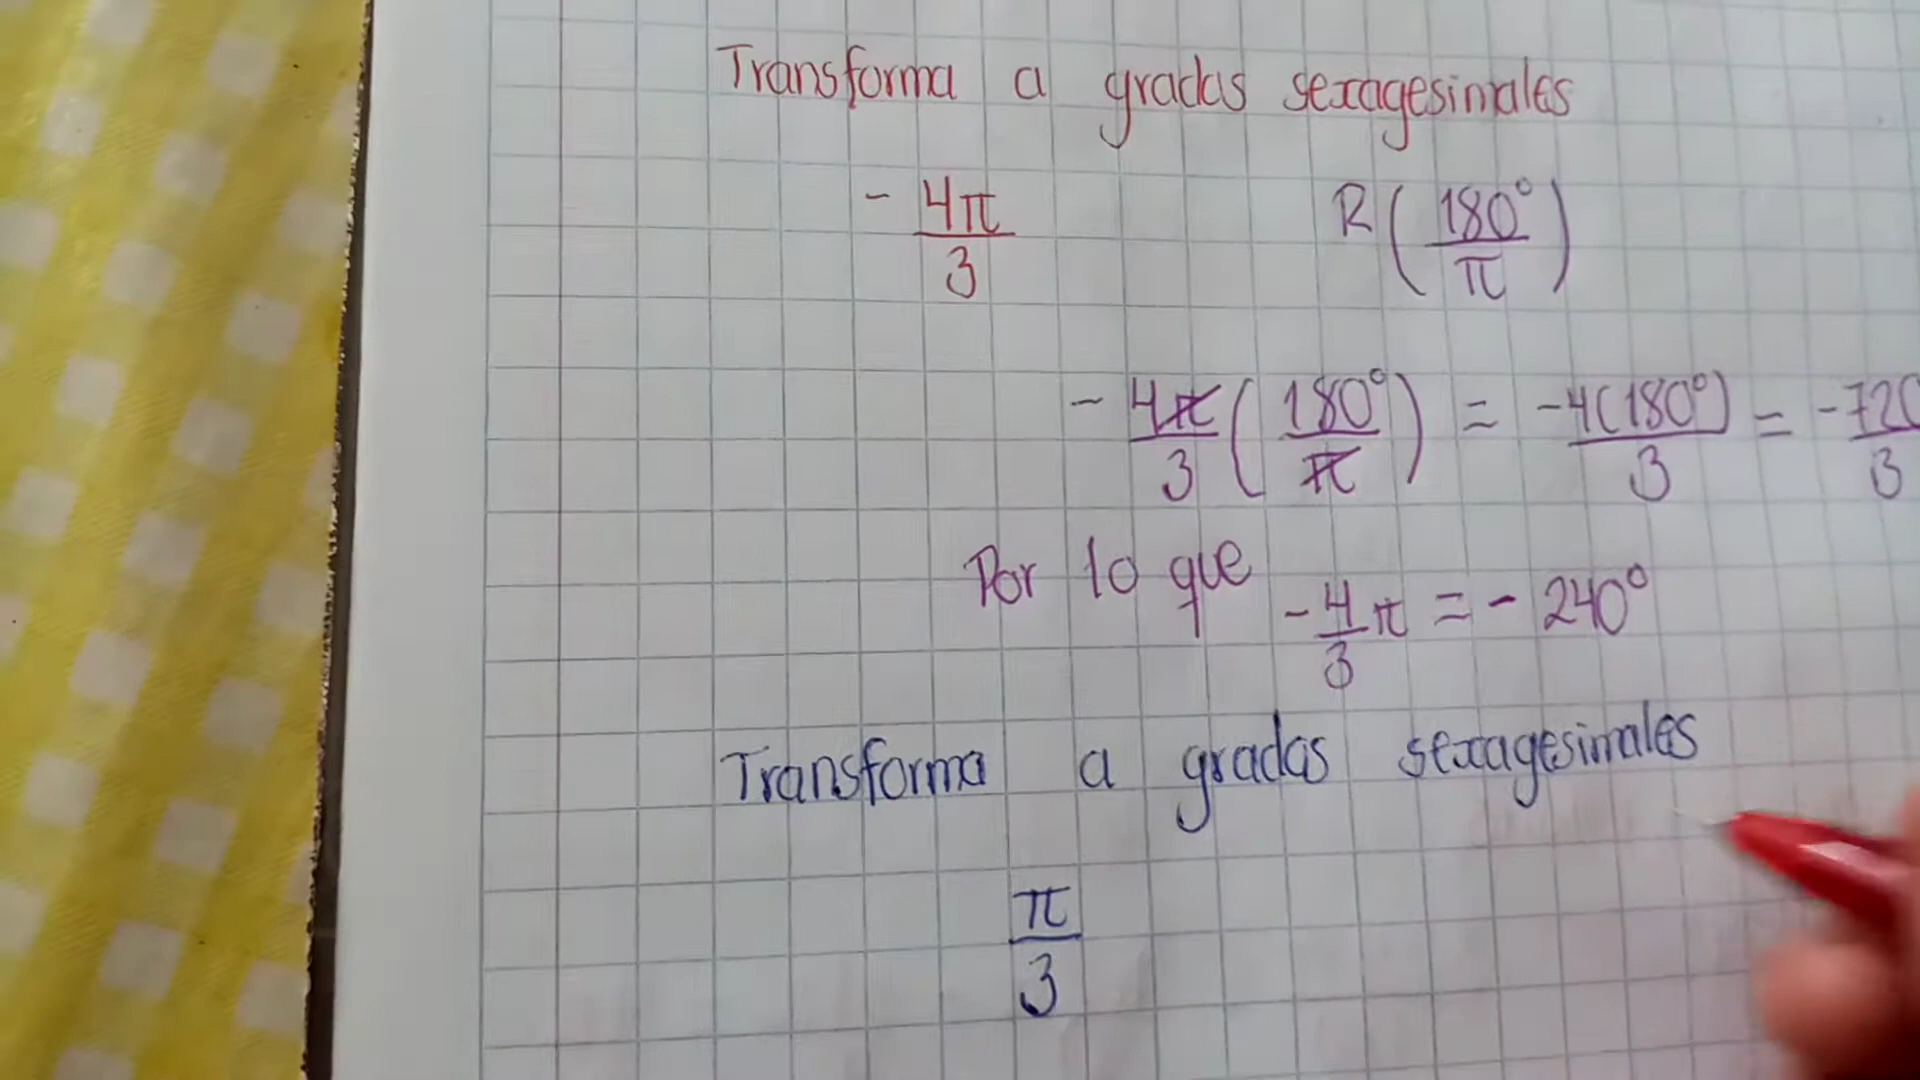 Transforma a grados sexagesimales
- 4π/3 R(180°/π)
- 4π/3 (180°/π) = -4(180°)/3 = -720/3
Por lo que -4/3 π = - 240°
Transforma a grados sexagesimales
π/3